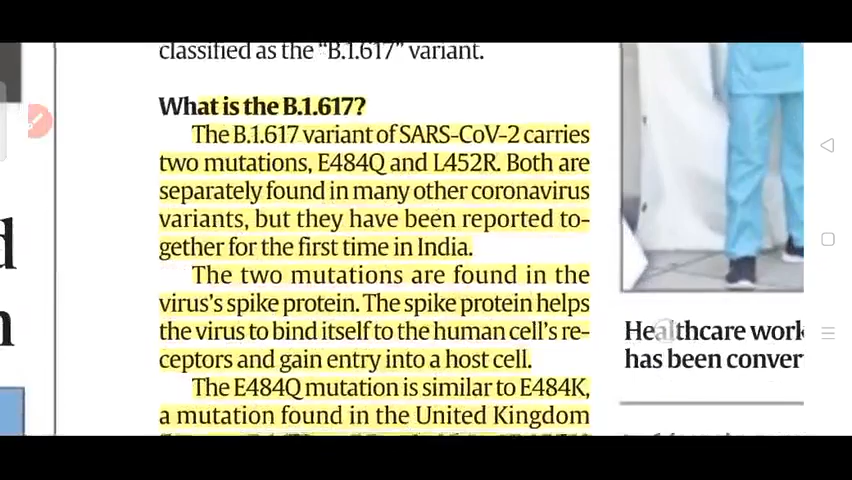 classified as the “B.1.617” variant.
What is the B.1.617?
The B.1.617 variant of SARS-CoV-2 carries
two mutations, E484Q and L452R. Both are
separately found in many other coronavirus
variants, but they have been reported to-
gether for the first time in India.
The two mutations are found in the
virus’s spike protein. The spike protein helps
the virus to bind itself to the human cell’s re-
ceptors and gain entry into a host cell.
The E484Q mutation is similar to E484K,
a mutation found in the United Kingdom
Healthcare work
has been conver